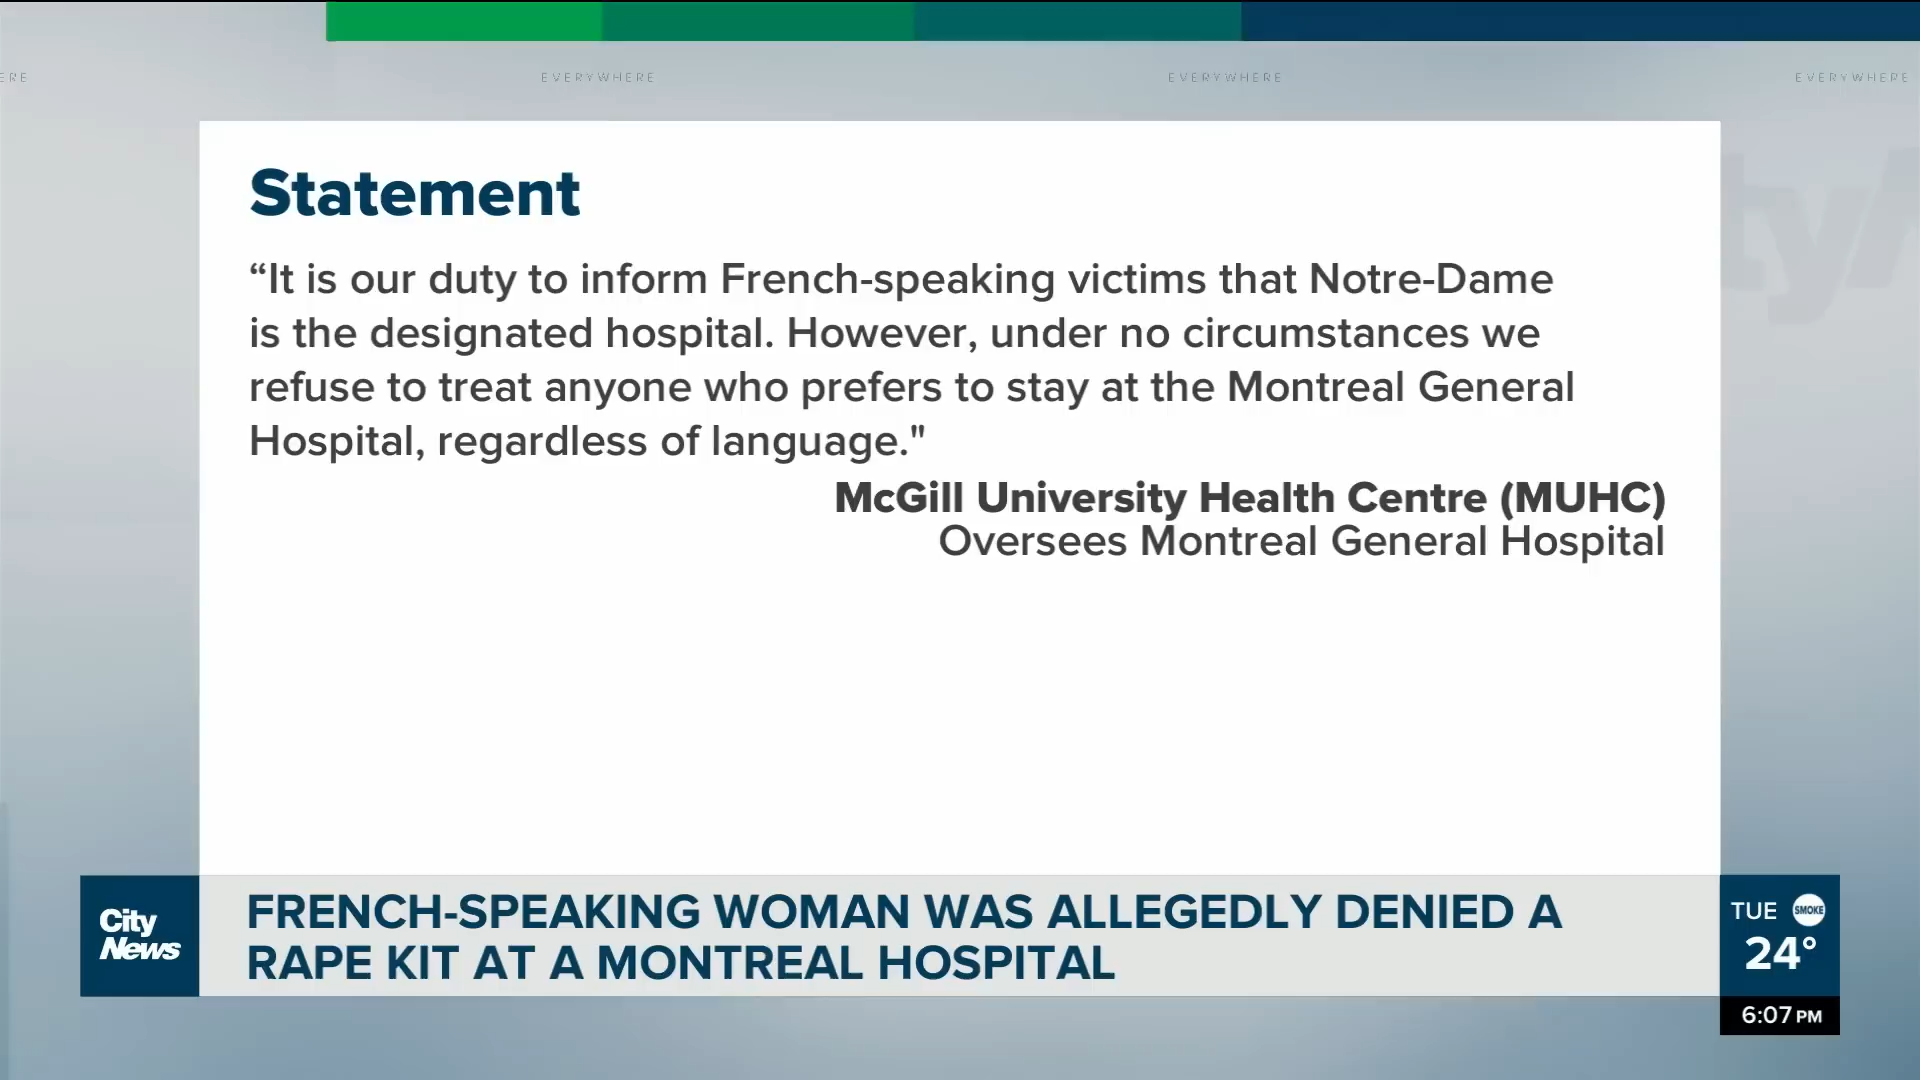 ERE
EVERYWHERE
EVERYWHERE
EVERYWHERE
Statement
“It is our duty to inform French-speaking victims that Notre-Dame
is the designated hospital. However, under no circumstances we
refuse to treat anyone who prefers to stay at the Montreal General
Hospital, regardless of language."
McGill University Health Centre (MUHC)
Oversees Montreal General Hospital
City
News
FRENCH-SPEAKING WOMAN WAS ALLEGEDLY DENIED A
RAPE KIT AT A MONTREAL HOSPITAL
TUE SMOKE
24°
6:07 PM